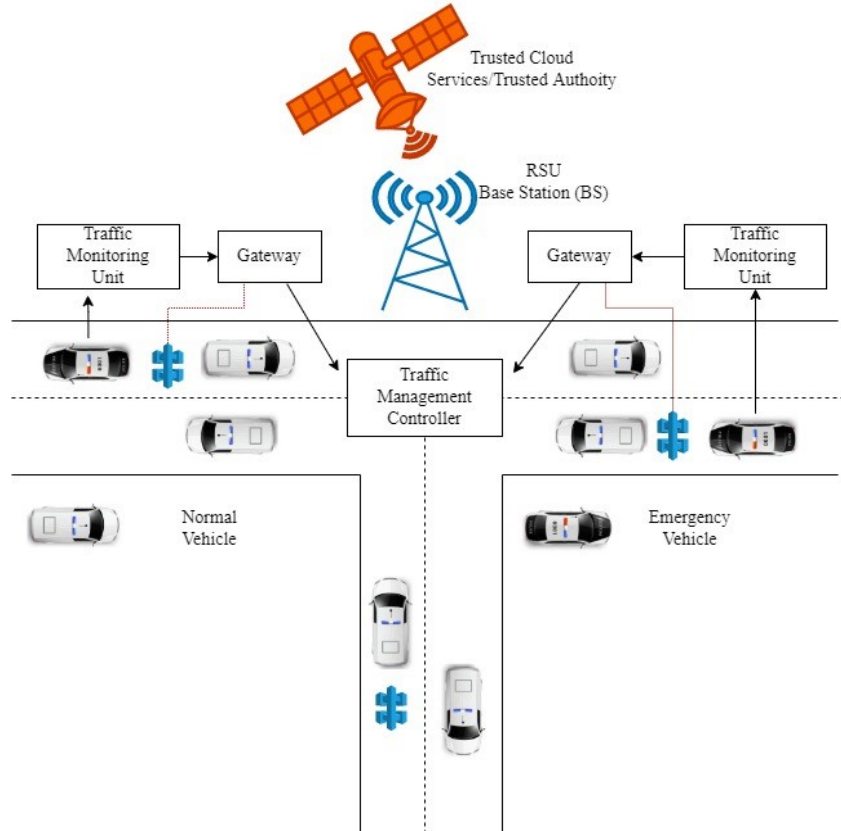 Trusted Cloud
Services/Trusted Authoity
RSU
Base Station (BS)
Traffic
Monitoring
Unit
Gateway
Gateway
Traffic
Monitoring
Unit
Traffic
Management
Controller
Normal
Vehicle
Emergency
Vehicle